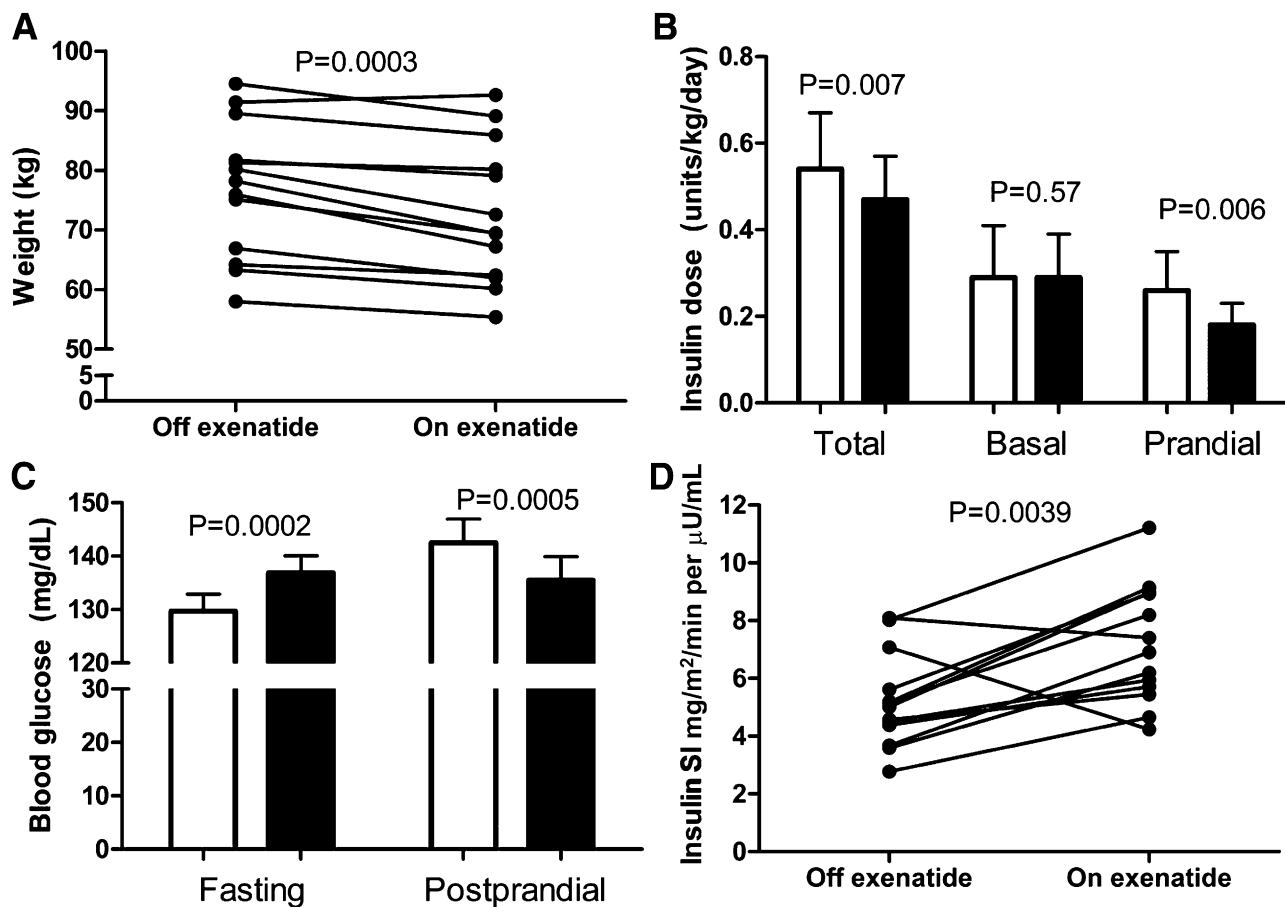 A
Weight (kg)
100
90
80
70
60
50
5
0
P=0.0003
Off exenatide
On exenatide
B
Insulin dose (units/kg/day)
0.8
0.6
0.4
0.2
0.0
P=0.007
P=0.57
P=0.006
Total
Basal
Prandial
C
Blood glucose (mg/dL)
150
140
130
120
30
20
10
0
P=0.0002
P=0.0005
Fasting
Postprandial
D
Insulin SI mg/m²/min per μU/mL
12
10
8
6
4
2
0
P=0.0039
Off exenatide
On exenatide